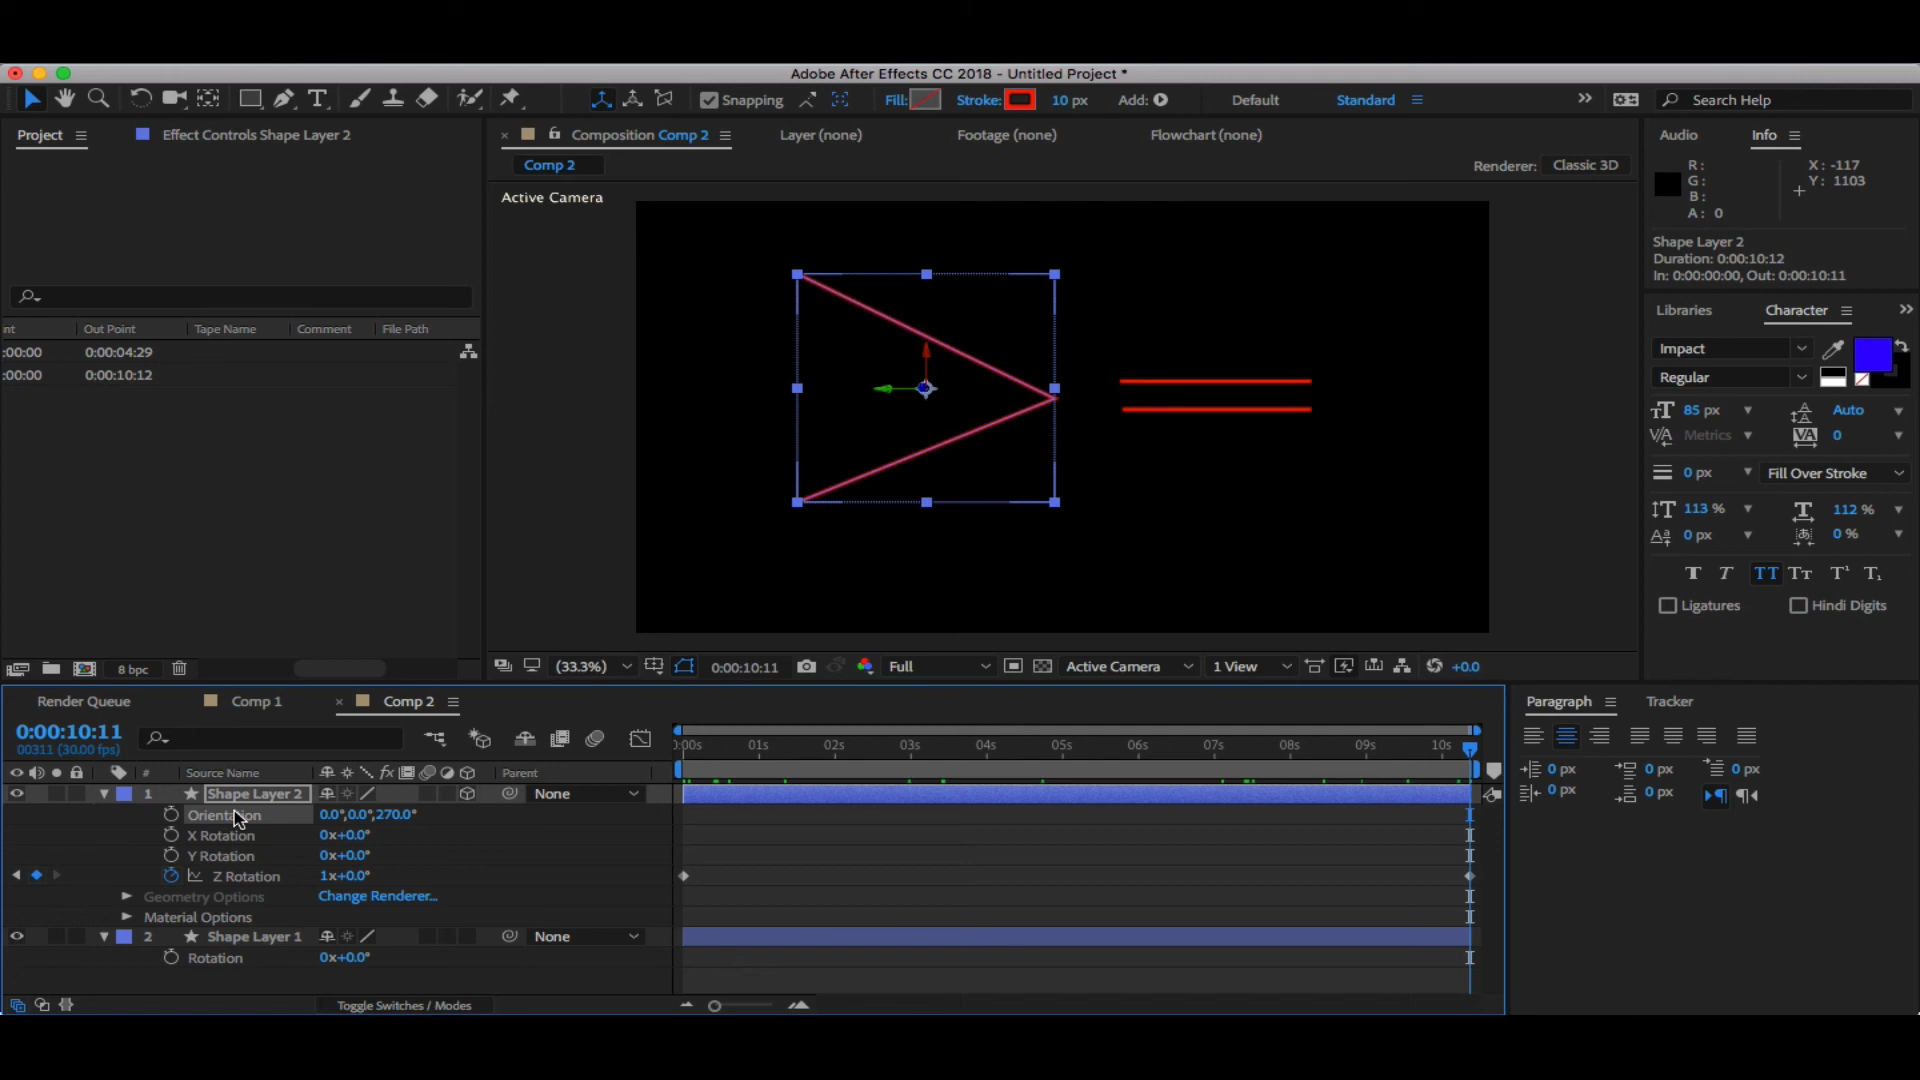 Adobe After Effects CC 2018 - Untitled Project *
Snapping
Fill:
Stroke:
10 px
Add:
Default
Standard
Search Help
Project
Effect Controls Shape Layer 2
Composition Comp 2
Layer (none)
Footage (none)
Flowchart (none)
Audio
Info
Comp 2
Renderer: Classic 3D
R:
G:
B:
A: 0
X: -117
Y: 1103
Active Camera
Shape Layer 2
Duration: 0:00:10:12
In: 0:00:00:00, Out: 0:00:10:11
nt
Out Point
Tape Name
Comment
File Path
:00:00
0:00:04:29
:00:00
0:00:10:12
Libraries
Character
Impact
Regular
85 px
Auto
Metrics
0
0 px
Fill Over Stroke
113 %
112 %
0 px
0 %
Ligatures
Hindi Digits
8 bpc
(33.3%)
0:00:10:11
Full
Active Camera
1 View
+0.0
Render Queue
Comp 1
Comp 2
Paragraph
Tracker
0:00:10:11
00311 (30.00 fps)
):00s 01s 02s 03s 04s 05s 06s 07s 08s 09s 10s
# Source Name
Parent
1 Shape Layer 2
None
0.0°,0.0°,270.0°
X Rotation
0x+0.0°
Y Rotation
0x+0.0°
Z Rotation
1x+0.0°
Geometry Options
Change Renderer...
Material Options
2 Shape Layer 1
None
Rotation
0x+0.0°
Toggle Switches / Modes
0 px
0 px
0 px
0 px
0 px